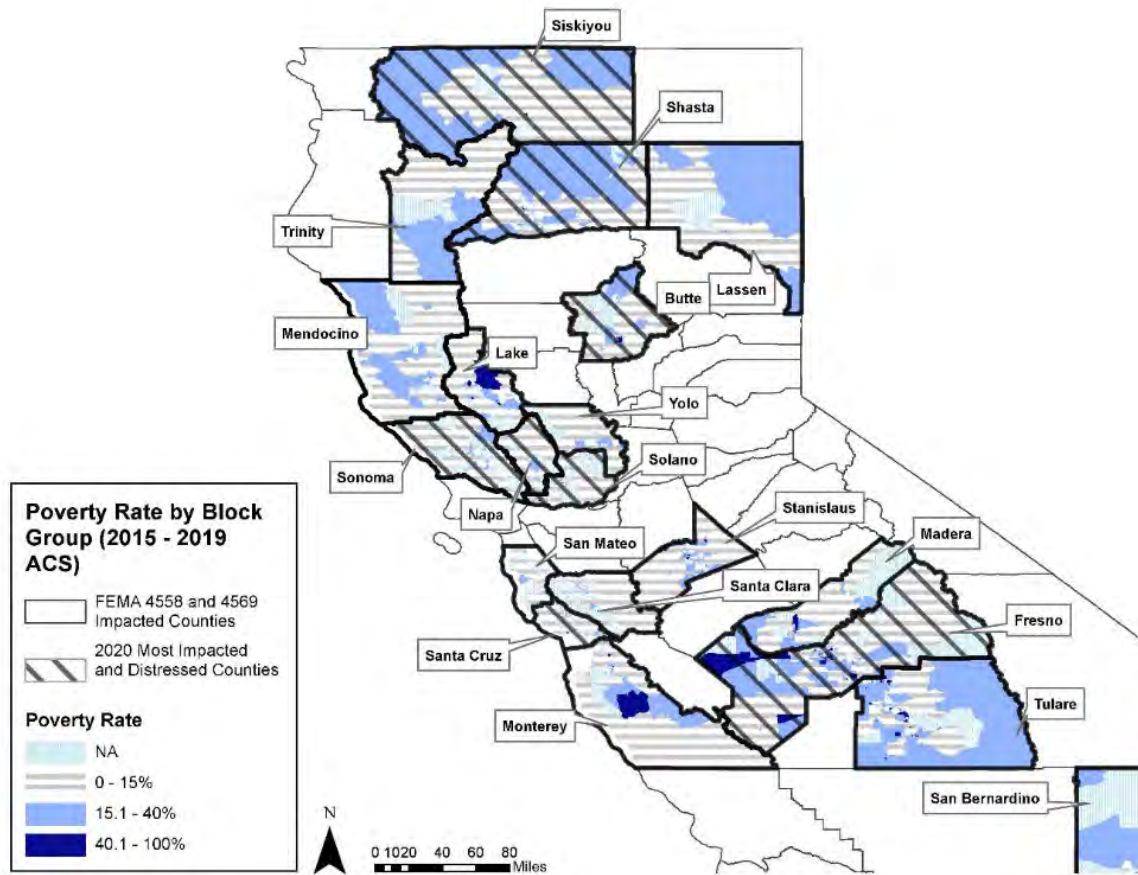 Siskiyou
Shasta
Trinity
Butte
Lassen
Mendocino
Lake
Yolo
Sonoma
Solano
Napa
Stanislaus
San Mateo
Madera
Santa Clara
Fresno
Santa Cruz
Tulare
Monterey
San Bernardino
Poverty Rate by Block
Group (2015 - 2019
ACS)
FEMA 4558 and 4569
Impacted Counties
2020 Most Impacted
and Distressed Counties
Poverty Rate
NA
0 - 15%
15.1 - 40%
40.1 - 100%
N
0 10 20 40 60 80
Miles